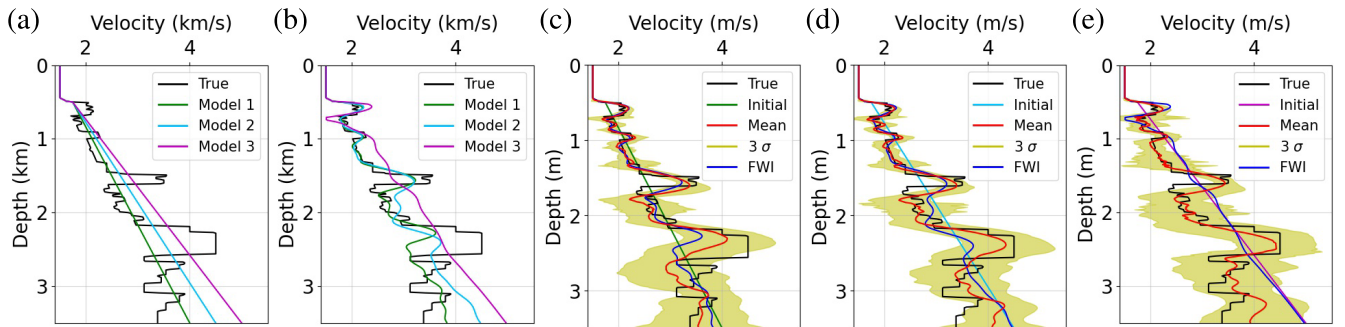 (a) Velocity (km/s)
2 4
0
1
2
3
Depth (km)
True
Model 1
Model 2
Model 3
(b) Velocity (km/s)
2 4
0
1
2
3
Depth (km)
True
Model 1
Model 2
Model 3
(c) Velocity (m/s)
2 4
0
1
2
3
Depth (m)
True
Initial
Mean
3 σ
FWI
(d) Velocity (m/s)
2 4
0
1
2
3
Depth (m)
True
Initial
Mean
3 σ
FWI
(e) Velocity (m/s)
2 4
0
1
2
3
Depth (m)
True
Initial
Mean
3 σ
FWI